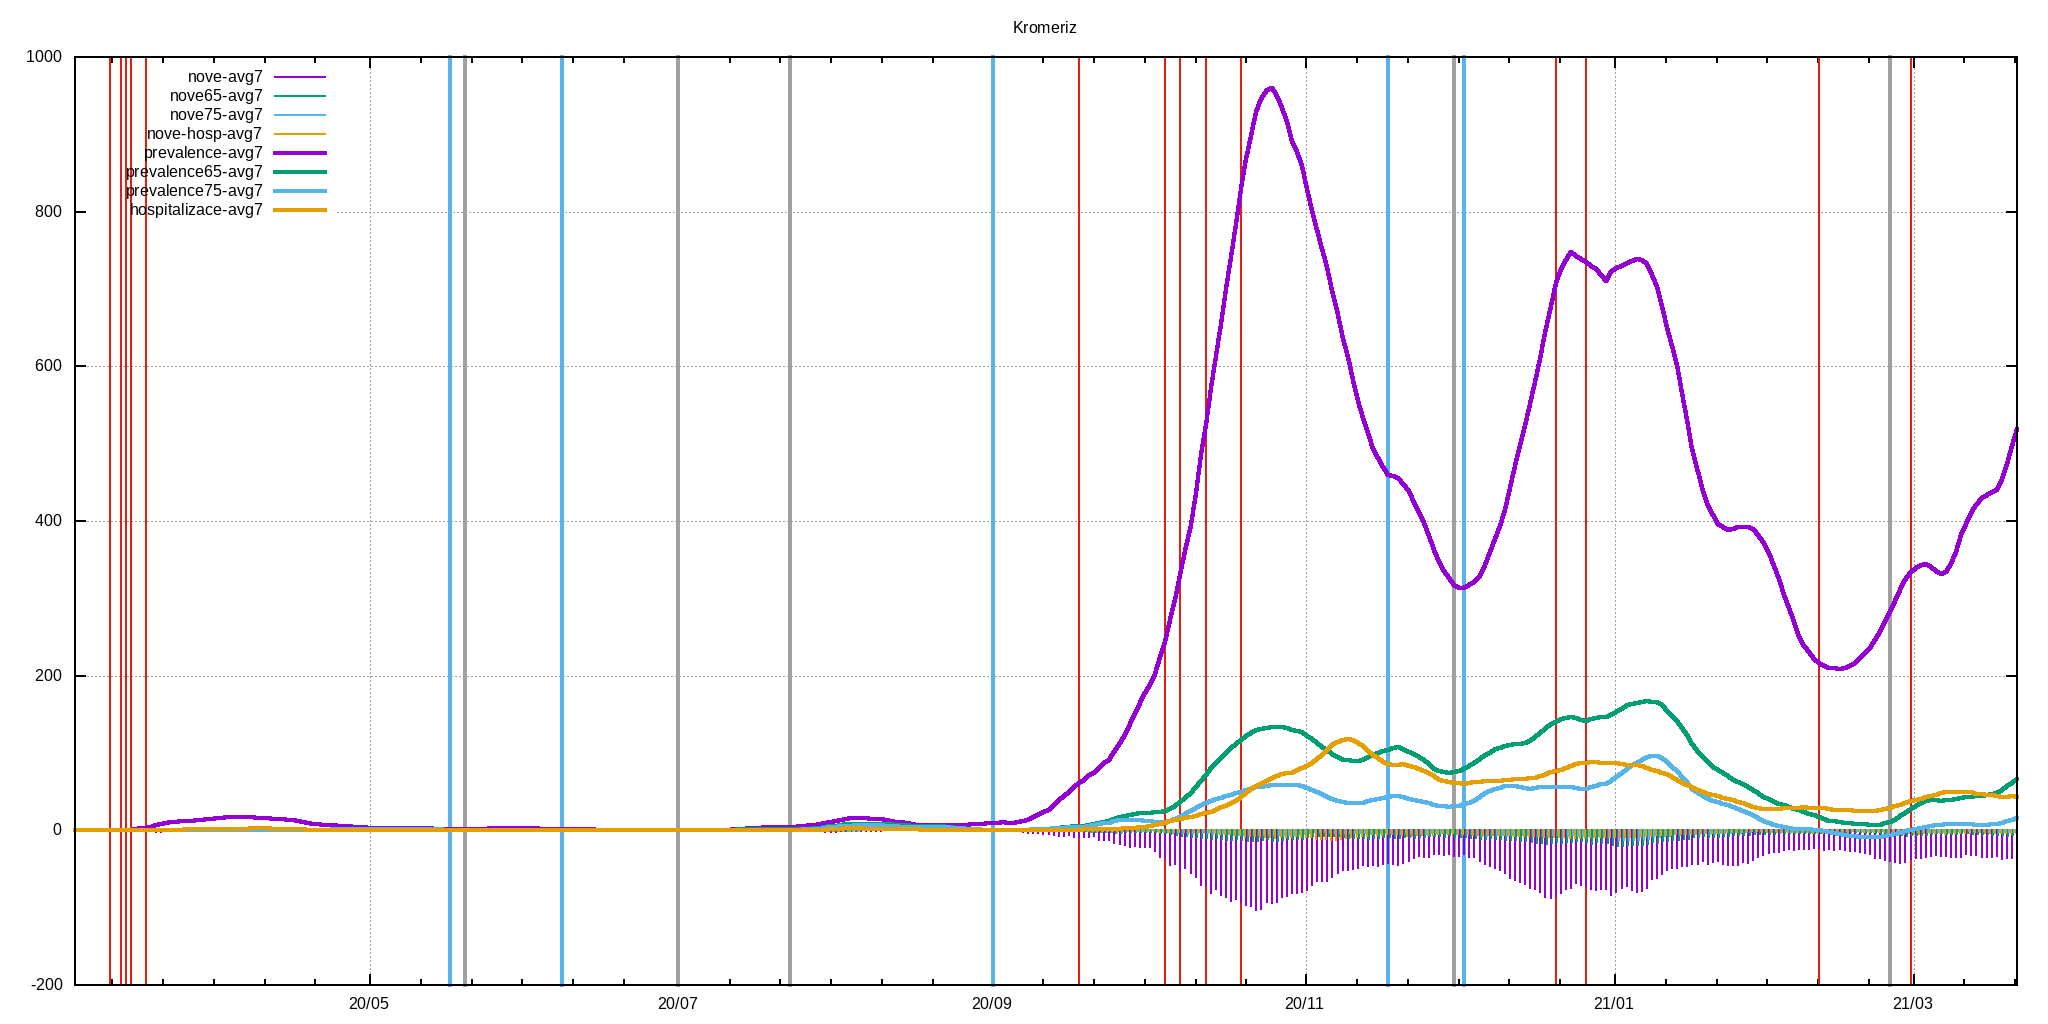 Kromeriz
1000
nove-avg7
nove65-avg7
nove75-avg7
nove-hosp-avg7
prevalence-avg7
prevalence65-avg7
prevalence75-avg7
hospitalizace-avg7
800
600
400
200
0
-200
20/05
20/07
20/09
20/11
21/01
21/03